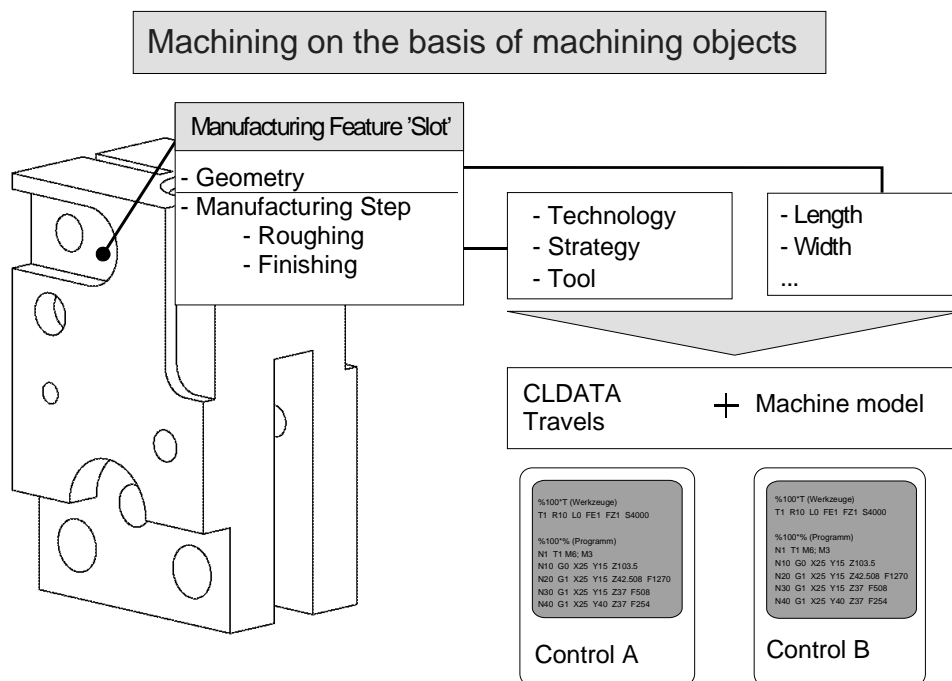 Machining on the basis of machining objects
Manufacturing Feature 'Slot'
- Geometry
- Manufacturing Step
- Roughing
- Finishing
- Technology
- Strategy
- Tool
- Length
- Width
...
CLDATA
Travels
+ Machine model
%100*T (Werkzeuge)
T1 R10 L0 FE1 FZ1 S4000
%100*% (Programm)
N1 T1 M6; M3
N10 G0 X25 Y15 Z103.5
N20 G1 X25 Y15 Z42.508 F1270
N30 G1 X25 Y15 Z37 F508
N40 G1 X25 Y40 Z37 F254
Control A
%100*T (Werkzeuge)
T1 R10 L0 FE1 FZ1 S4000
%100*% (Programm)
N1 T1 M6; M3
N10 G0 X25 Y15 Z103.5
N20 G1 X25 Y15 Z42.508 F1270
N30 G1 X25 Y15 Z37 F508
N40 G1 X25 Y40 Z37 F254
Control B